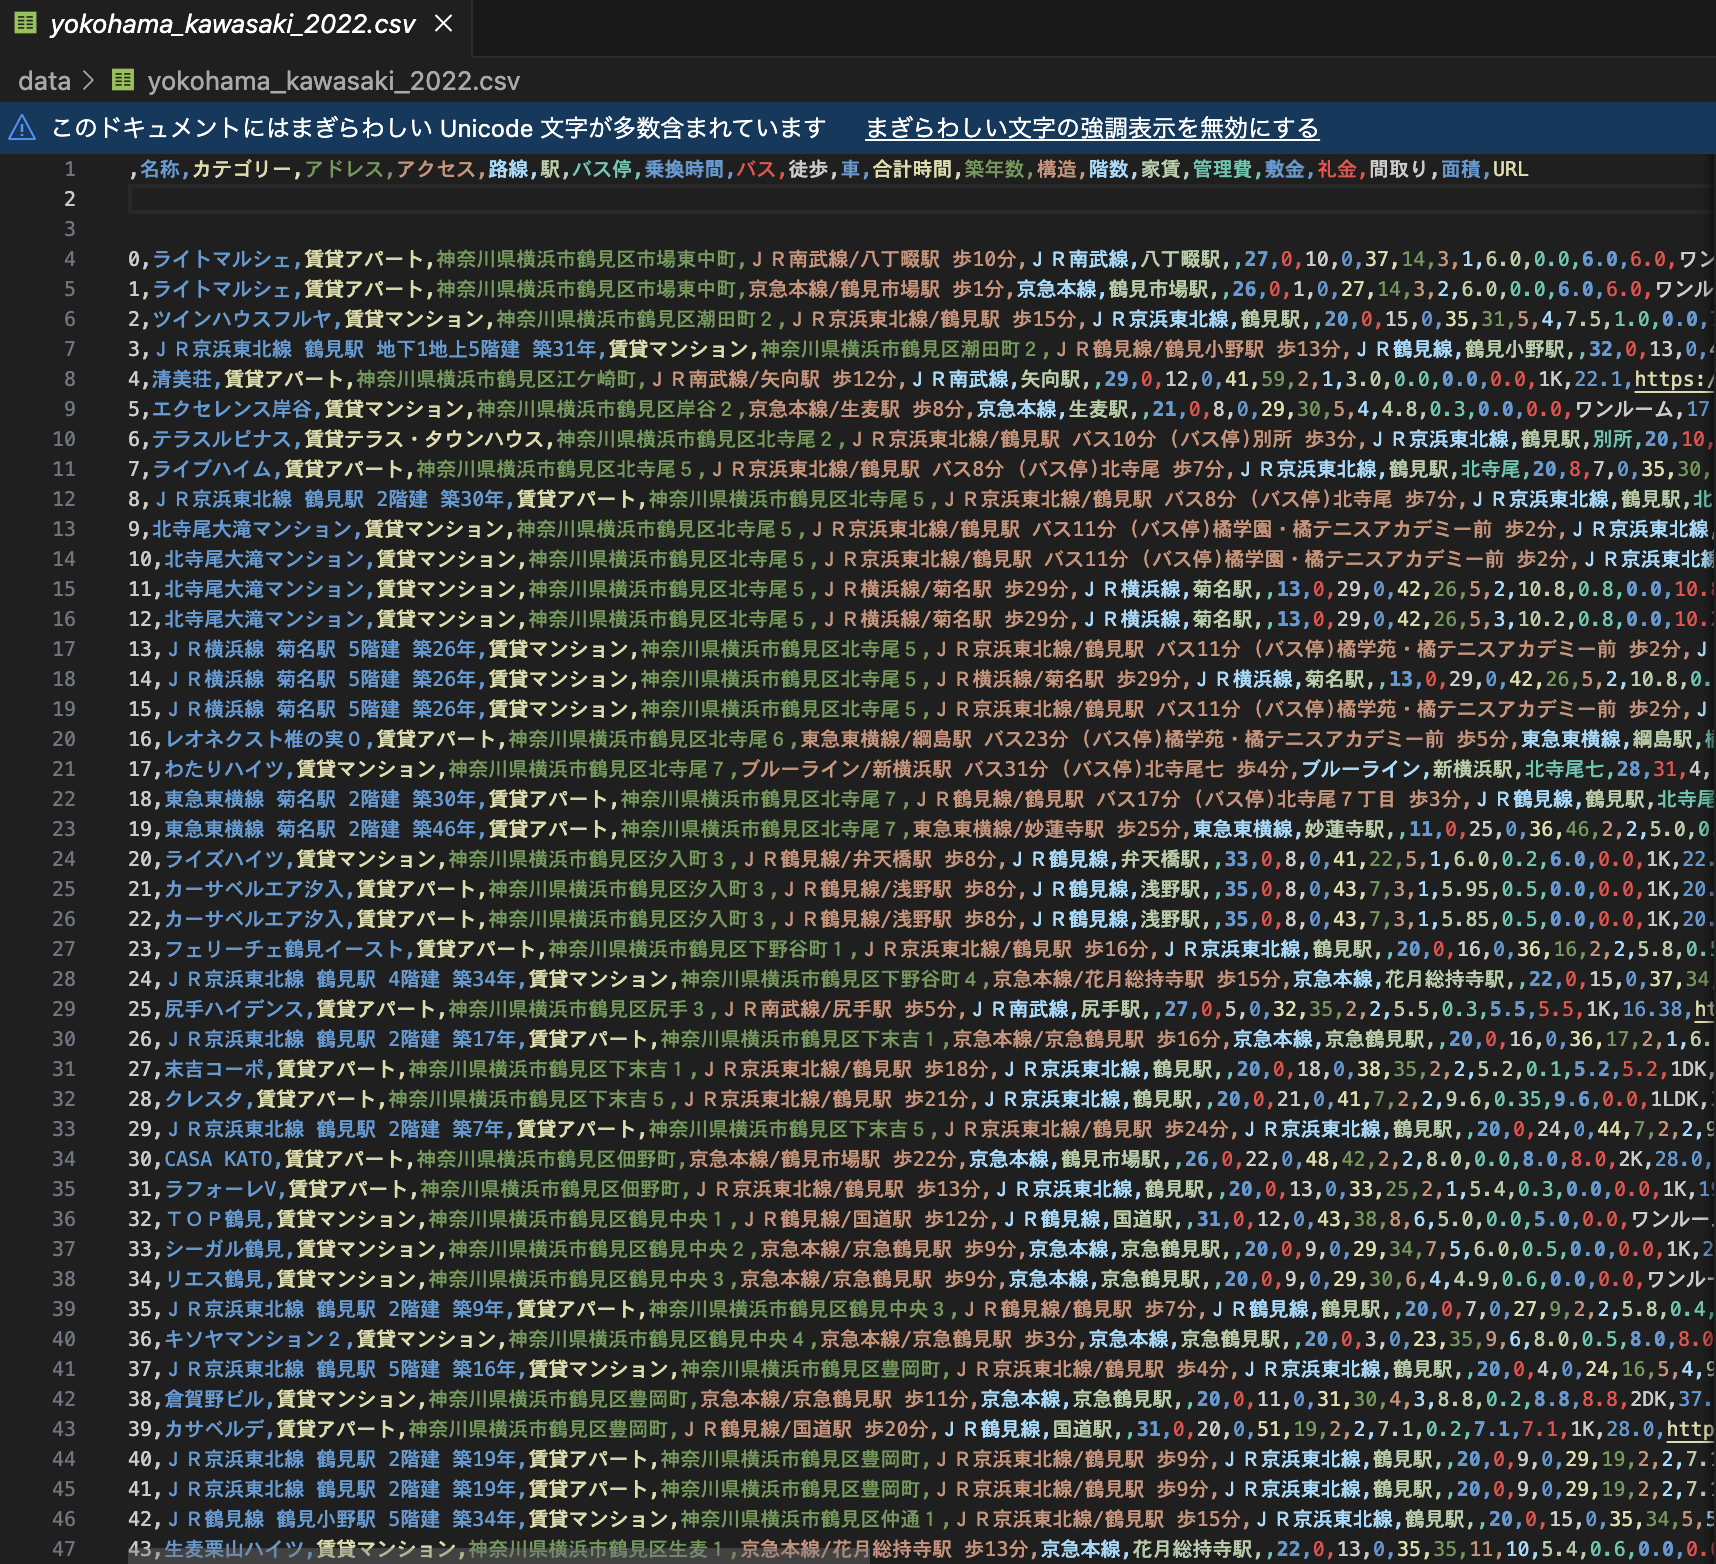 yokohama_kawasaki_2022.csv
data > yokohama_kawasaki_2022.csv
このドキュメントにはまぎらわしい Unicode 文字が多数含まれています まぎらわしい文字の強調表示を無効にする
1 ,名称,カテゴリー,アドレス,アクセス,路線,駅,バス停,乗換時間,バス,徒歩,車,合計時間,築年数,構造,階数,家賃,管理費,敷金,礼金,間取り,面積,URL
2
3
4 0,ライトマルシェ,賃貸アパート,神奈川県横浜市鶴見区市場東中町,ＪＲ南武線/八丁畷駅 歩10分,ＪＲ南武線,八丁畷駅,,27,0,10,0,37,14,3,1,6.0,0.0,6.0,6.0,ワン
5 1,ライトマルシェ,賃貸アパート,神奈川県横浜市鶴見区市場東中町,京急本線/鶴見市場駅 歩1分,京急本線,鶴見市場駅,,26,0,1,0,27,14,3,2,6.0,0.0,6.0,6.0,ワンル
6 2,ツインハウスフルヤ,賃貸マンション,神奈川県横浜市鶴見区潮田町２,ＪＲ京浜東北線/鶴見駅 歩15分,ＪＲ京浜東北線,鶴見駅,,20,0,15,0,35,31,5,4,7.5,1.0,0.0,
7 3,ＪＲ京浜東北線 鶴見駅 地下1地上5階建 築31年,賃貸マンション,神奈川県横浜市鶴見区潮田町２,ＪＲ鶴見線/鶴見小野駅 歩13分,ＪＲ鶴見線,鶴見小野駅,,32,0,13,0,
8 4,清美荘,賃貸アパート,神奈川県横浜市鶴見区江ケ崎町,ＪＲ南武線/矢向駅 歩12分,ＪＲ南武線,矢向駅,,29,0,12,0,41,59,2,1,3.0,0.0,0.0,0.0,1K,22.1,https:/
9 5,エクセレンス岸谷,賃貸マンション,神奈川県横浜市鶴見区岸谷２,京急本線/生麦駅 歩8分,京急本線,生麦駅,,21,0,8,0,29,30,5,4,4.8,0.3,0.0,0.0,ワンルーム,17
10 6,テラスルピナス,賃貸テラス・タウンハウス,神奈川県横浜市鶴見区北寺尾２,ＪＲ京浜東北線/鶴見駅 バス10分 (バス停)別所 歩3分,ＪＲ京浜東北線,鶴見駅,別所,20,10,
11 7,ライブハイム,賃貸アパート,神奈川県横浜市鶴見区北寺尾５,ＪＲ京浜東北線/鶴見駅 バス8分 (バス停)北寺尾 歩7分,ＪＲ京浜東北線,鶴見駅,北寺尾,20,8,7,0,35,30,
12 8,ＪＲ京浜東北線 鶴見駅 2階建 築30年,賃貸アパート,神奈川県横浜市鶴見区北寺尾５,ＪＲ京浜東北線/鶴見駅 バス8分 (バス停)北寺尾 歩7分,ＪＲ京浜東北線,鶴見駅,北
13 9,北寺尾大滝マンション,賃貸マンション,神奈川県横浜市鶴見区北寺尾５,ＪＲ京浜東北線/鶴見駅 バス11分 (バス停)橘学園・橘テニスアカデミー前 歩2分,ＪＲ京浜東北線,
14 10,北寺尾大滝マンション,賃貸マンション,神奈川県横浜市鶴見区北寺尾５,ＪＲ京浜東北線/鶴見駅 バス11分 (バス停)橘学園・橘テニスアカデミー前 歩2分,ＪＲ京浜東北線
15 11,北寺尾大滝マンション,賃貸マンション,神奈川県横浜市鶴見区北寺尾５,ＪＲ横浜線/菊名駅 歩29分,ＪＲ横浜線,菊名駅,,13,0,29,0,42,26,5,2,10.8,0.8,0.0,10.8
16 12,北寺尾大滝マンション,賃貸マンション,神奈川県横浜市鶴見区北寺尾５,ＪＲ横浜線/菊名駅 歩29分,ＪＲ横浜線,菊名駅,,13,0,29,0,42,26,5,3,10.2,0.8,0.0,10.2
17 13,ＪＲ横浜線 菊名駅 5階建 築26年,賃貸マンション,神奈川県横浜市鶴見区北寺尾５,ＪＲ京浜東北線/鶴見駅 バス11分 (バス停)橘学苑・橘テニスアカデミー前 歩2分,Ｊ
18 14,ＪＲ横浜線 菊名駅 5階建 築26年,賃貸マンション,神奈川県横浜市鶴見区北寺尾５,ＪＲ横浜線/菊名駅 歩29分,ＪＲ横浜線,菊名駅,,13,0,29,0,42,26,5,2,10.8,0.
19 15,ＪＲ横浜線 菊名駅 5階建 築26年,賃貸マンション,神奈川県横浜市鶴見区北寺尾５,ＪＲ京浜東北線/鶴見駅 バス11分 (バス停)橘学苑・橘テニスアカデミー前 歩2分,Ｊ
20 16,レオネクスト椎の実０,賃貸アパート,神奈川県横浜市鶴見区北寺尾６,東急東横線/綱島駅 バス23分 (バス停)橘学苑・橘テニスアカデミー前 歩5分,東急東横線,綱島駅,橘
21 17,わたりハイツ,賃貸マンション,神奈川県横浜市鶴見区北寺尾７,ブルーライン/新横浜駅 バス31分 (バス停)北寺尾七 歩4分,ブルーライン,新横浜駅,北寺尾七,28,31,4,
22 18,東急東横線 菊名駅 2階建 築30年,賃貸アパート,神奈川県横浜市鶴見区北寺尾７,ＪＲ鶴見線/鶴見駅 バス17分 (バス停)北寺尾７丁目 歩3分,ＪＲ鶴見線,鶴見駅,北寺尾
23 19,東急東横線 菊名駅 2階建 築46年,賃貸アパート,神奈川県横浜市鶴見区北寺尾７,東急東横線/妙蓮寺駅 歩25分,東急東横線,妙蓮寺駅,,11,0,25,0,36,46,2,2,5.0,0
24 20,ライズハイツ,賃貸マンション,神奈川県横浜市鶴見区汐入町３,ＪＲ鶴見線/弁天橋駅 歩8分,ＪＲ鶴見線,弁天橋駅,,33,0,8,0,41,22,5,1,6.0,0.2,6.0,0.0,1K,22.
25 21,カーサベルエア汐入,賃貸アパート,神奈川県横浜市鶴見区汐入町３,ＪＲ鶴見線/浅野駅 歩8分,ＪＲ鶴見線,浅野駅,,35,0,8,0,43,7,3,1,5.95,0.5,0.0,0.0,1K,20.
26 22,カーサベルエア汐入,賃貸アパート,神奈川県横浜市鶴見区汐入町３,ＪＲ鶴見線/浅野駅 歩8分,ＪＲ鶴見線,浅野駅,,35,0,8,0,43,7,3,1,5.85,0.5,0.0,0.0,1K,20.
27 23,フェリーチェ鶴見イースト,賃貸アパート,神奈川県横浜市鶴見区下野谷町１,ＪＲ京浜東北線/鶴見駅 歩16分,ＪＲ京浜東北線,鶴見駅,,20,0,16,0,36,16,2,2,5.8,0.
28 24,ＪＲ京浜東北線 鶴見駅 4階建 築34年,賃貸マンション,神奈川県横浜市鶴見区下野谷町４,京急本線/花月総持寺駅 歩15分,京急本線,花月総持寺駅,,22,0,15,0,37,34
29 25,尻手ハイデンス,賃貸アパート,神奈川県横浜市鶴見区尻手３,ＪＲ南武線/尻手駅 歩5分,ＪＲ南武線,尻手駅,,27,0,5,0,32,35,2,2,5.5,0.3,5.5,5.5,1K,16.38,ht
30 26,ＪＲ京浜東北線 鶴見駅 2階建 築17年,賃貸アパート,神奈川県横浜市鶴見区下末吉１,京急本線/京急鶴見駅 歩16分,京急本線,京急鶴見駅,,20,0,16,0,36,17,2,1,6.
31 27,末吉コーポ,賃貸アパート,神奈川県横浜市鶴見区下末吉１,ＪＲ京浜東北線/鶴見駅 歩18分,ＪＲ京浜東北線,鶴見駅,,20,0,18,0,38,35,2,2,5.2,0.1,5.2,5.2,1DK,
32 28,クレスタ,賃貸アパート,神奈川県横浜市鶴見区下末吉５,ＪＲ京浜東北線/鶴見駅 歩21分,ＪＲ京浜東北線,鶴見駅,,20,0,21,0,41,7,2,2,9.6,0.35,9.6,0.0,1LDK,
33 29,ＪＲ京浜東北線 鶴見駅 2階建 築7年,賃貸アパート,神奈川県横浜市鶴見区下末吉５,ＪＲ京浜東北線/鶴見駅 歩24分,ＪＲ京浜東北線,鶴見駅,,20,0,24,0,44,7,2,2,9
34 30,CASA KATO,賃貸アパート,神奈川県横浜市鶴見区佃野町,京急本線/鶴見市場駅 歩22分,京急本線,鶴見市場駅,,26,0,22,0,48,42,2,2,8.0,0.0,8.0,8.0,2K,28.0,
35 31,ラフォーレV,賃貸アパート,神奈川県横浜市鶴見区佃野町,ＪＲ京浜東北線/鶴見駅 歩13分,ＪＲ京浜東北線,鶴見駅,,20,0,13,0,33,25,2,1,5.4,0.3,0.0,0.0,1K,19
36 32,ＴＯＰ鶴見,賃貸マンション,神奈川県横浜市鶴見区鶴見中央１,ＪＲ鶴見線/国道駅 歩12分,ＪＲ鶴見線,国道駅,,31,0,12,0,43,38,8,6,5.0,0.0,5.0,0.0,ワンルー
37 33,シーガル鶴見,賃貸マンション,神奈川県横浜市鶴見区鶴見中央２,京急本線/京急鶴見駅 歩9分,京急本線,京急鶴見駅,,20,0,9,0,29,34,7,5,6.0,0.5,0.0,0.0,1K,2
38 34,リエス鶴見,賃貸マンション,神奈川県横浜市鶴見区鶴見中央３,京急本線/京急鶴見駅 歩9分,京急本線,京急鶴見駅,,20,0,9,0,29,30,6,4,4.9,0.6,0.0,0.0,ワンルー
39 35,ＪＲ京浜東北線 鶴見駅 2階建 築9年,賃貸アパート,神奈川県横浜市鶴見区鶴見中央３,ＪＲ鶴見線/鶴見駅 歩7分,ＪＲ鶴見線,鶴見駅,,20,0,7,0,27,9,2,2,5.8,0.4,
40 36,キソヤマンション２,賃貸マンション,神奈川県横浜市鶴見区鶴見中央４,京急本線/京急鶴見駅 歩3分,京急本線,京急鶴見駅,,20,0,3,0,23,35,9,6,8.0,0.5,8.0,8.0
41 37,ＪＲ京浜東北線 鶴見駅 5階建 築16年,賃貸マンション,神奈川県横浜市鶴見区豊岡町,ＪＲ京浜東北線/鶴見駅 歩4分,ＪＲ京浜東北線,鶴見駅,,20,0,4,0,24,16,5,4,9
42 38,倉賀野ビル,賃貸マンション,神奈川県横浜市鶴見区豊岡町,京急本線/京急鶴見駅 歩11分,京急本線,京急鶴見駅,,20,0,11,0,31,30,4,3,8.8,0.2,8.8,8.8,2DK,37.
43 39,カサベルデ,賃貸アパート,神奈川県横浜市鶴見区豊岡町,ＪＲ鶴見線/国道駅 歩20分,ＪＲ鶴見線,国道駅,,31,0,20,0,51,19,2,2,7.1,0.2,7.1,7.1,1K,28.0,http
44 40,ＪＲ京浜東北線 鶴見駅 2階建 築19年,賃貸アパート,神奈川県横浜市鶴見区豊岡町,ＪＲ京浜東北線/鶴見駅 歩9分,ＪＲ京浜東北線,鶴見駅,,20,0,9,0,29,19,2,2,7.
45 41,ＪＲ京浜東北線 鶴見駅 2階建 築19年,賃貸アパート,神奈川県横浜市鶴見区豊岡町,ＪＲ京浜東北線/鶴見駅 歩9分,ＪＲ京浜東北線,鶴見駅,,20,0,9,0,29,19,2,2,7.
46 42,ＪＲ鶴見線 鶴見小野駅 5階建 築34年,賃貸マンション,神奈川県横浜市鶴見区仲通１,ＪＲ京浜東北線/鶴見駅 歩15分,ＪＲ京浜東北線,鶴見駅,,20,0,15,0,35,34,5,5
47 43,生麦栗山ハイツ,賃貸マンション,神奈川県横浜市鶴見区生麦１,京急本線/花月総持寺駅 歩13分,京急本線,花月総持寺駅,,22,0,13,0,35,35,11,10,5.4,0.6,0.0,0.